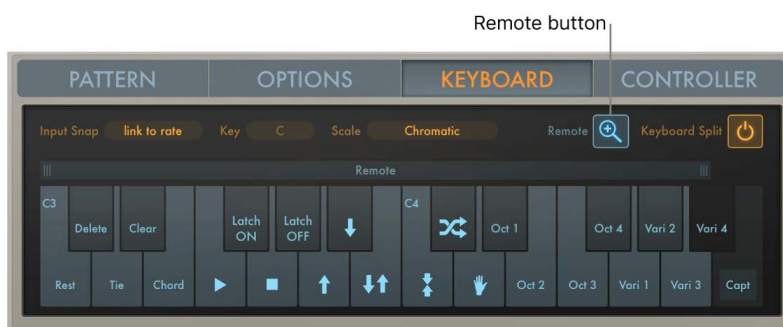 Remote button
PATTERN OPTIONS KEYBOARD CONTROLLER
Input Snap link to rate Key C Scale Chromatic Remote Keyboard Split
Remote
C3 C4
Delete Clear Latch ON Latch OFF Oct 1 Oct 4 Vari 2 Vari 4
Rest Tie Chord Oct 2 Oct 3 Vari 1 Vari 3 Capt